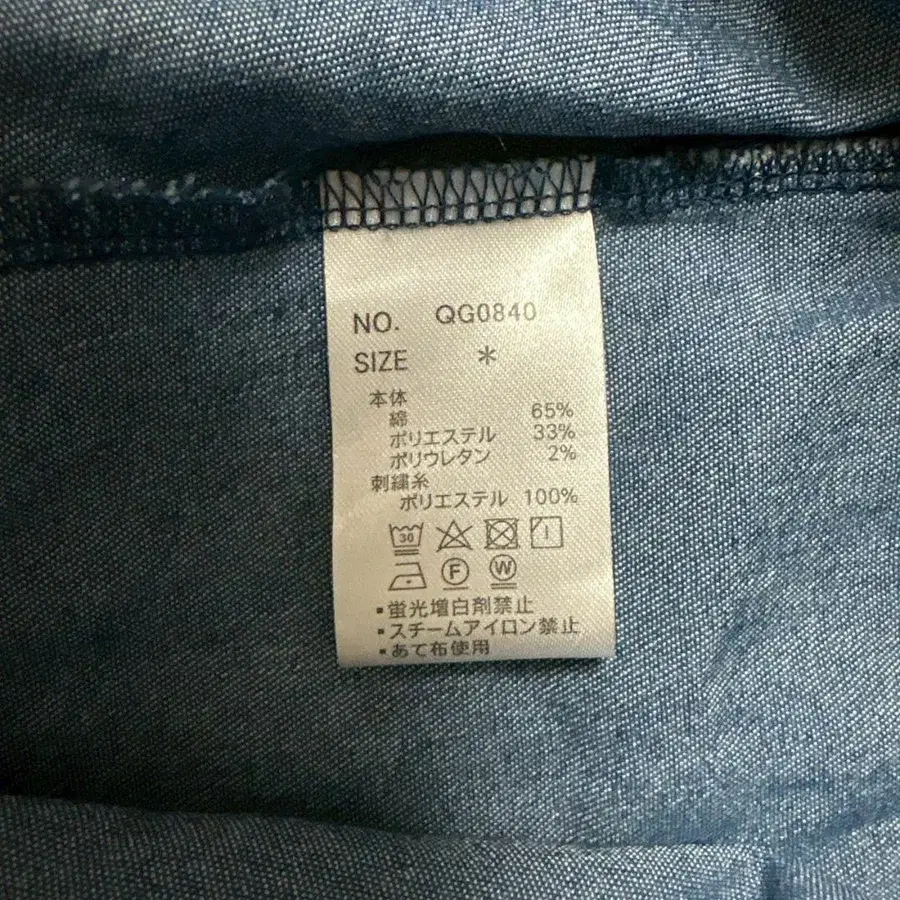 NO. QG0840
SIZE *
本体
綿 65%
ポリエステル 33%
ポリウレタン 2%
刺繍糸
ポリエステル 100%
30
F W
▪蛍光増白剤禁止
▪スチームアイロン禁止
▪あて布使用